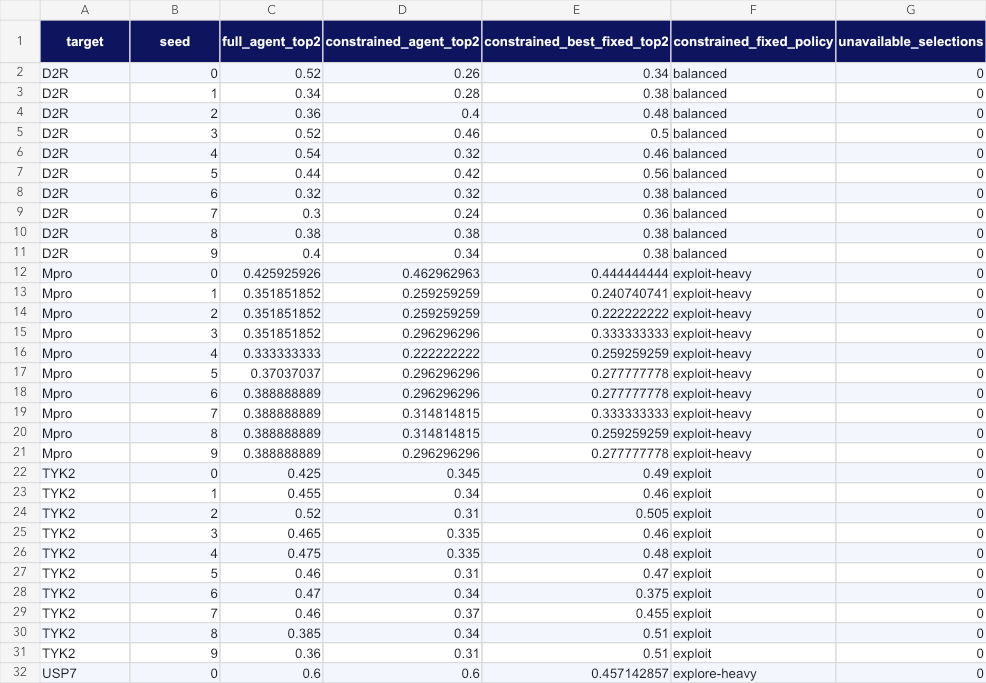 A B C D E F G
1 target seed full_agent_top2 constrained_agent_top2 constrained_best_fixed_top2 constrained_fixed_policy unavailable_selections
2 D2R 0 0.52 0.26 0.34 balanced 0
3 D2R 1 0.34 0.28 0.38 balanced 0
4 D2R 2 0.36 0.4 0.48 balanced 0
5 D2R 3 0.52 0.46 0.5 balanced 0
6 D2R 4 0.54 0.32 0.46 balanced 0
7 D2R 5 0.44 0.42 0.56 balanced 0
8 D2R 6 0.32 0.32 0.38 balanced 0
9 D2R 7 0.3 0.24 0.36 balanced 0
10 D2R 8 0.38 0.38 0.38 balanced 0
11 D2R 9 0.4 0.34 0.38 balanced 0
12 Mpro 0 0.425925926 0.462962963 0.444444444 exploit-heavy 0
13 Mpro 1 0.351851852 0.259259259 0.240740741 exploit-heavy 0
14 Mpro 2 0.351851852 0.259259259 0.222222222 exploit-heavy 0
15 Mpro 3 0.351851852 0.296296296 0.333333333 exploit-heavy 0
16 Mpro 4 0.333333333 0.222222222 0.259259259 exploit-heavy 0
17 Mpro 5 0.37037037 0.296296296 0.277777778 exploit-heavy 0
18 Mpro 6 0.388888889 0.296296296 0.277777778 exploit-heavy 0
19 Mpro 7 0.388888889 0.314814815 0.333333333 exploit-heavy 0
20 Mpro 8 0.388888889 0.314814815 0.259259259 exploit-heavy 0
21 Mpro 9 0.388888889 0.296296296 0.277777778 exploit-heavy 0
22 TYK2 0 0.425 0.345 0.49 exploit 0
23 TYK2 1 0.455 0.34 0.46 exploit 0
24 TYK2 2 0.52 0.31 0.505 exploit 0
25 TYK2 3 0.465 0.335 0.46 exploit 0
26 TYK2 4 0.475 0.335 0.48 exploit 0
27 TYK2 5 0.46 0.31 0.47 exploit 0
28 TYK2 6 0.47 0.34 0.375 exploit 0
29 TYK2 7 0.46 0.37 0.455 exploit 0
30 TYK2 8 0.385 0.34 0.51 exploit 0
31 TYK2 9 0.36 0.31 0.51 exploit 0
32 USP7 0 0.6 0.6 0.457142857 explore-heavy 0